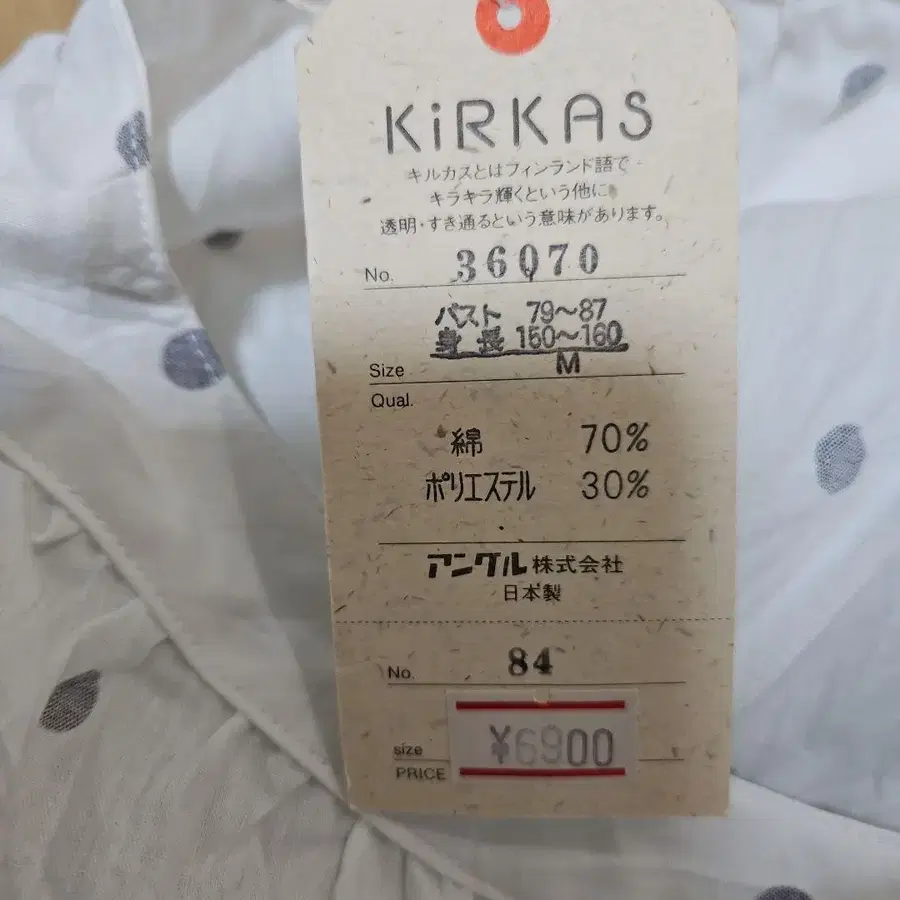 KiRKAS
キルカスとはフィンランド語で
キラキラ輝くという他に
透明・すき通るという意味があります。
No. 36070
バスト 79〜87
身長 150〜160
Size M
Qual.
綿 70%
ポリエステル 30%
アングル株式会社
日本製
No. 84
size
¥6900
PRICE